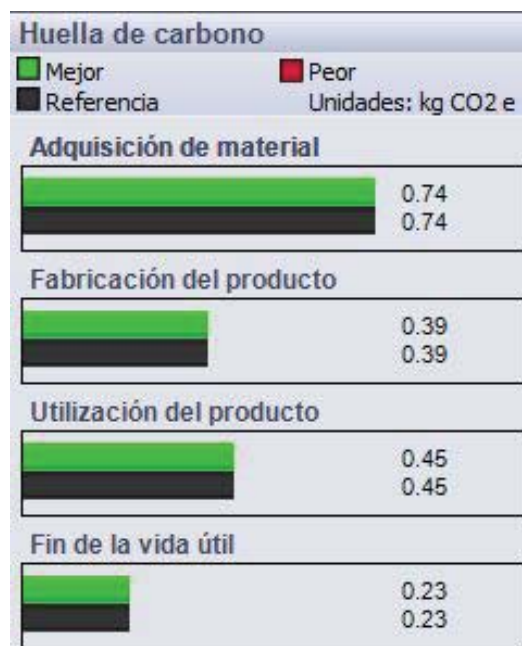 Huella de carbono
Mejor Peor
Referencia Unidades: kg CO2 e
Adquisición de material
0.74
0.74
Fabricación del producto
0.39
0.39
Utilización del producto
0.45
0.45
Fin de la vida útil
0.23
0.23